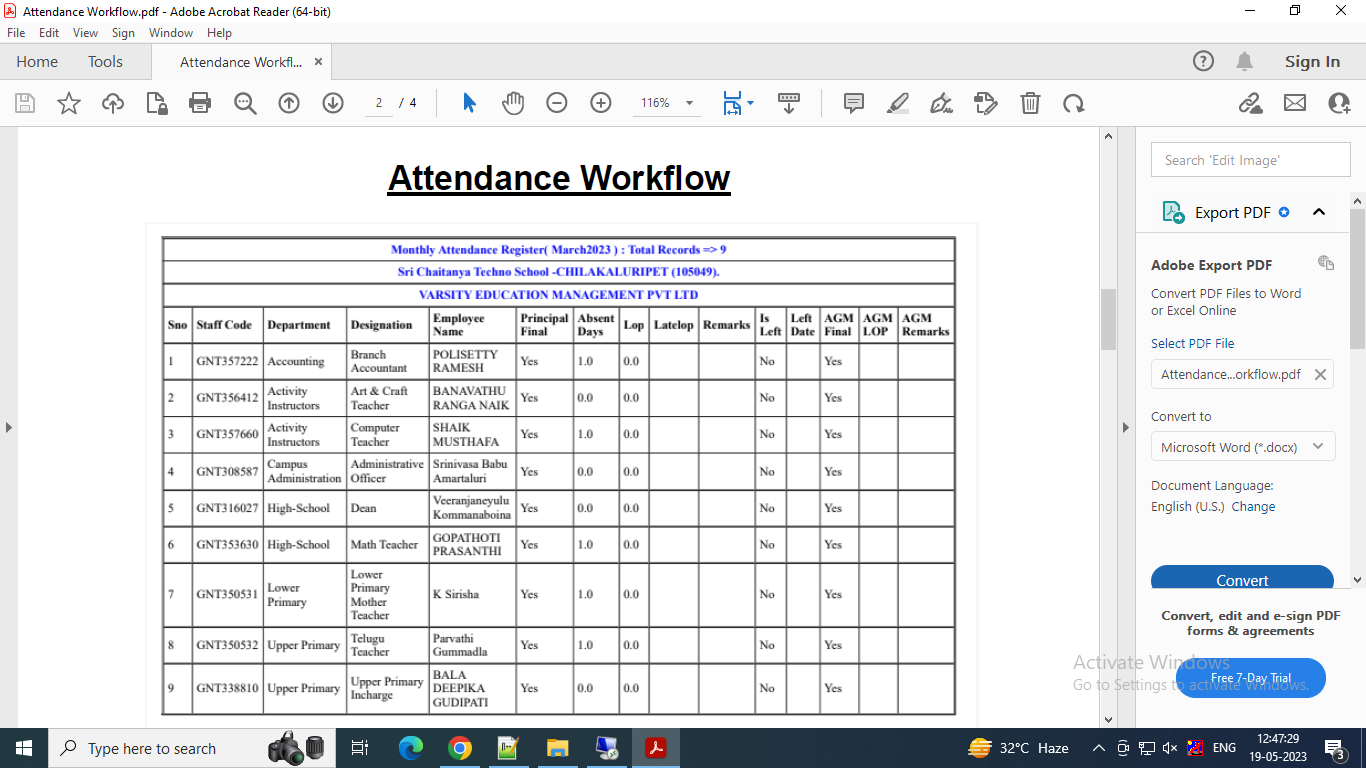 Attendance Workflow.pdf - Adobe Acrobat Reader (64-bit)
File Edit View Sign Window Help
Home Tools Attendance Workfl... × Sign In
2 / 4 116%
Attendance Workflow
Monthly Attendance Register( March2023 ) : Total Records => 9
Sri Chaitanya Techno School -CHILAKALURIPET (105049).
VARSITY EDUCATION MANAGEMENT PVT LTD
Sno Staff Code Department Designation Employee Name Principal Final Absent Days Lop Latelop Remarks Is Left Left Date AGM Final AGM LOP AGM Remarks
1 GNT357222 Accounting Branch Accountant POLISETTY RAMESH Yes 1.0 0.0 No Yes
2 GNT356412 Activity Instructors Art & Craft Teacher BANAVATHU RANGA NAIK Yes 0.0 0.0 No Yes
3 GNT357660 Activity Instructors Computer Teacher SHAIK MUSTHAFA Yes 1.0 0.0 No Yes
4 GNT308587 Campus Administration Administrative Officer Srinivasa Babu Amartaluri Yes 0.0 0.0 No Yes
5 GNT316027 High-School Dean Veeranjaneyulu Kommanaboina Yes 0.0 0.0 No Yes
6 GNT353630 High-School Math Teacher GOPATHOTI PRASANTHI Yes 1.0 0.0 No Yes
7 GNT350531 Lower Primary Lower Primary Mother Teacher K Sirisha Yes 1.0 0.0 No Yes
8 GNT350532 Upper Primary Telugu Teacher Parvathi Gummadla Yes 1.0 0.0 No Yes
9 GNT338810 Upper Primary Upper Primary Incharge BALA DEEPIKA GUDIPATI Yes 0.0 0.0 No Yes
Search 'Edit Image'
Export PDF
Adobe Export PDF
Convert PDF Files to Word
or Excel Online
Select PDF File
Attendance...orkflow.pdf
Convert to
Microsoft Word (*.docx)
Document Language:
English (U.S.) Change
Convert
Convert, edit and e-sign PDF
forms & agreements
Free 7-Day Trial
Activate Windows
Go to Settings to activate Windows.
Type here to search
32°C Haze
ENG
12:47:29
19-05-2023
3